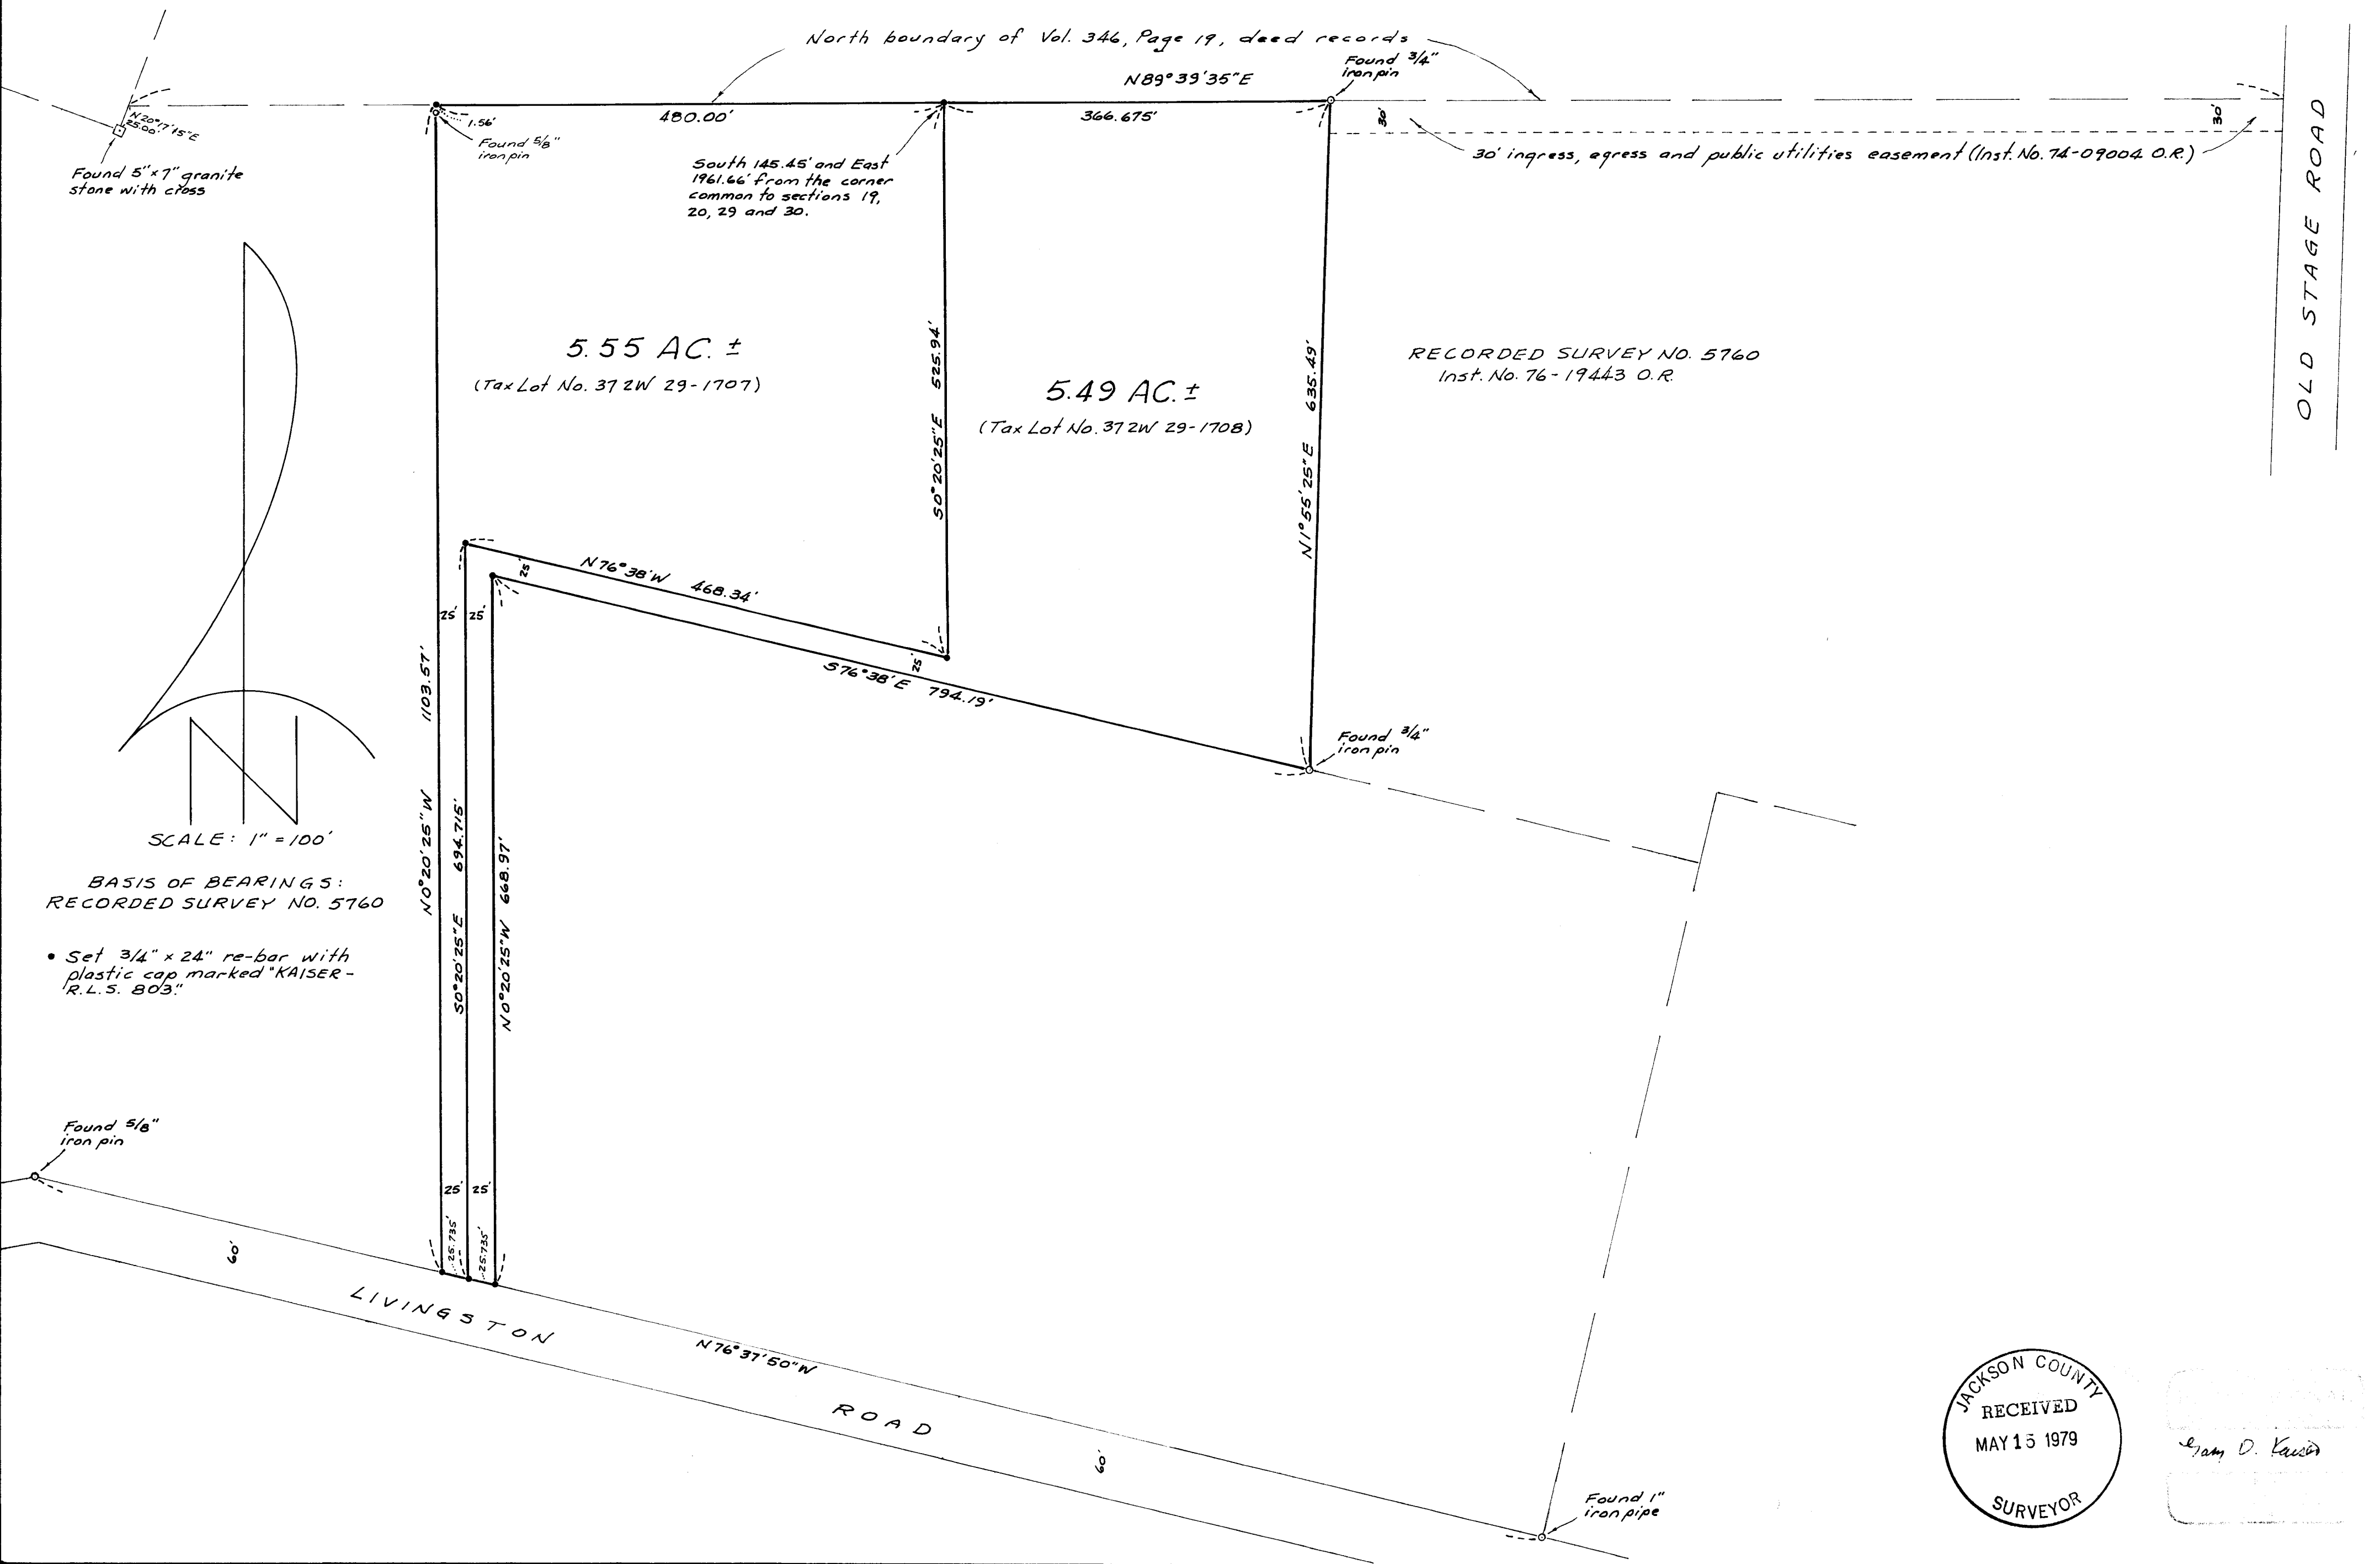 North boundary of Vol. 346, Page 19, deed records
N89°39'35"E
Found 3/4"
iron pin
480.00'
366.675'
1.56'
Found 5/8"
iron pin
N20°17'15"E
25.00'
Found 5"x7" granite
stone with cross
South 145.45' and East
1961.66' from the corner
common to sections 19,
20, 29 and 30.
30'
30'
30' ingress, egress and public utilities easement (Inst. No. 74-09004 O.R.)
OLD STAGE ROAD
5.55 AC. ±
(Tax Lot No. 37 2W 29-1707)
S0°20'25"E 525.94'
5.49 AC. ±
(Tax Lot No. 37 2W 29-1708)
N1°55'25"E 635.49'
RECORDED SURVEY NO. 5760
Inst. No. 76-19443 O.R.
N76°38'W 468.34'
25'
25'
25'
25'
S76°38'E 794.19'
Found 3/4"
iron pin
N0°20'25"W 1103.57'
S0°20'25"E 694.715'
N0°20'25"W 668.97'
N
SCALE: 1"=100'
BASIS OF BEARINGS:
RECORDED SURVEY NO. 5760
• Set 3/4" x 24" re-bar with
plastic cap marked "KAISER-
R.L.S. 803."
Found 5/8"
iron pin
25'
25'
25.735'
25.735'
60'
LIVINGSTON ROAD
N76°37'50"W
60'
Found 1"
iron pipe
JACKSON COUNTY
RECEIVED
MAY 15 1979
SURVEYOR
Gary D. Kaiser